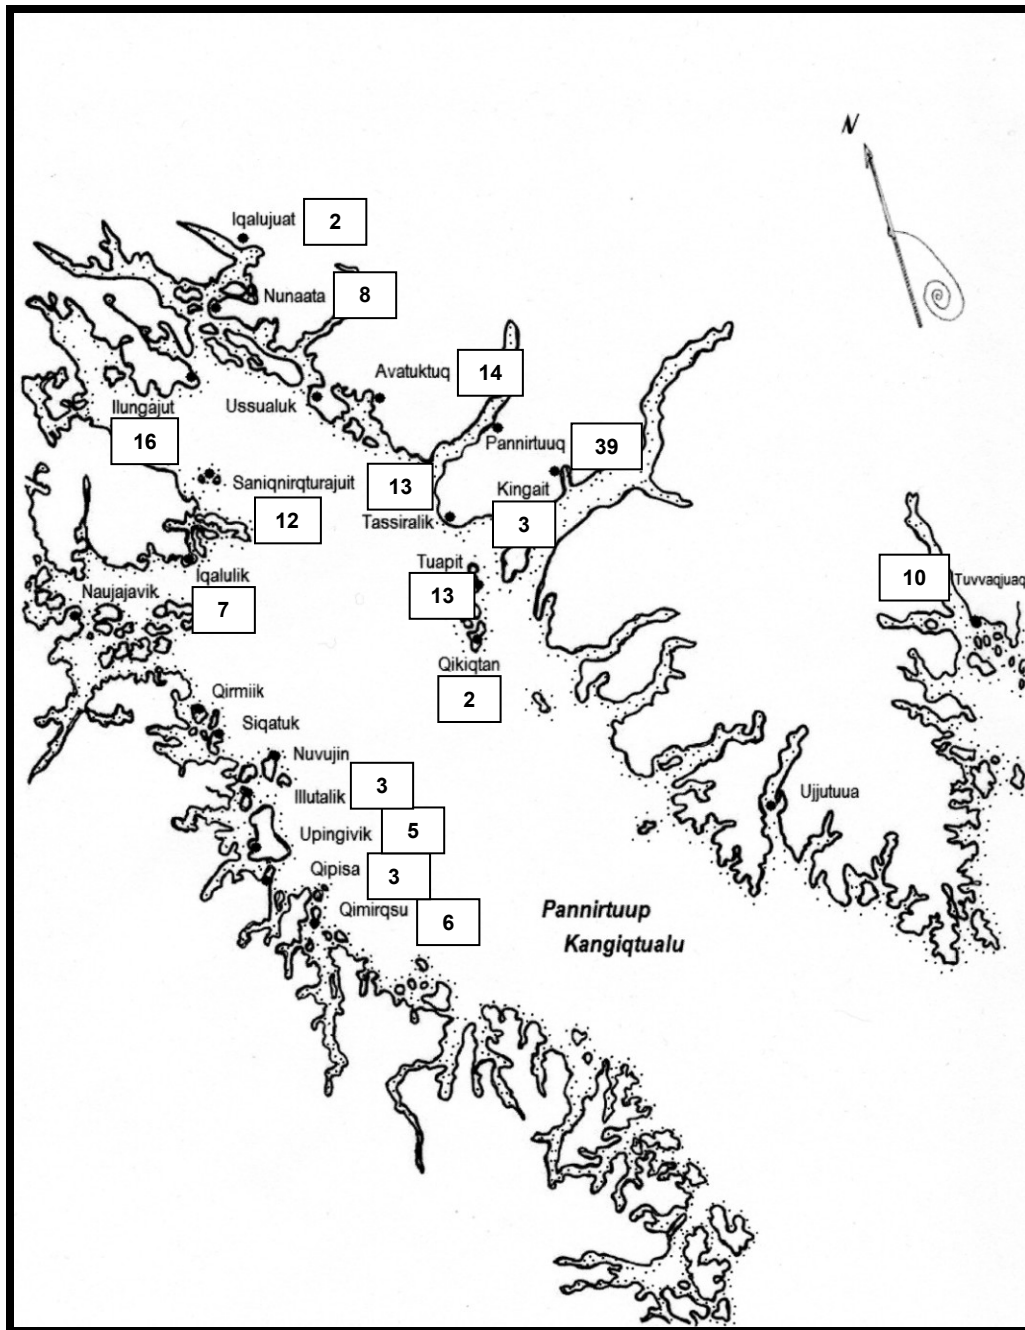 N
Iqalujuat 2
Nunaata 8
Avatuktuq 14
Ussualuk
Ilungajut
16
Pannirtuuq 39
Saniqnirqturajuit
12
13
Tassiralik
Kingait
3
Tuapit
13
Iqalulik
7
Naujajavik
10
Tuvvaqjuaq
Qikiqtan
2
Qirmiik
Siqatuk
Nuvujin
Illutalik 3
Upingivik 5
Qipisa 3
Qimirqsu 6
Ujjutuua
Pannirtuup
Kangiqtualu